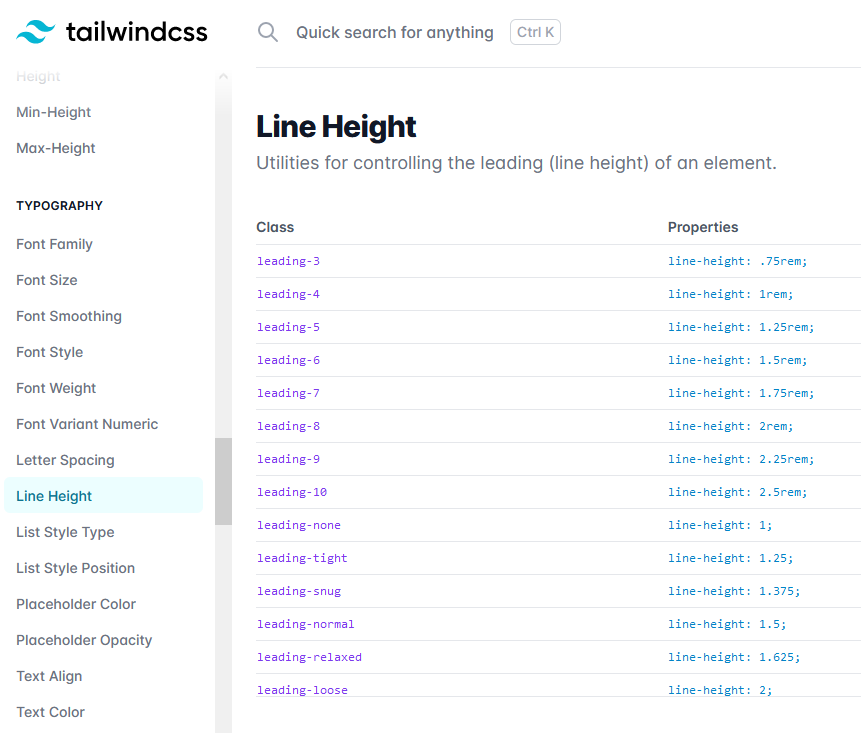 tailwindcss
Quick search for anything
Ctrl K
Height
Min-Height
Max-Height
TYPOGRAPHY
Font Family
Font Size
Font Smoothing
Font Style
Font Weight
Font Variant Numeric
Letter Spacing
Line Height
List Style Type
List Style Position
Placeholder Color
Placeholder Opacity
Text Align
Text Color
Line Height
Utilities for controlling the leading (line height) of an element.
Class Properties
leading-3 line-height: .75rem;
leading-4 line-height: 1rem;
leading-5 line-height: 1.25rem;
leading-6 line-height: 1.5rem;
leading-7 line-height: 1.75rem;
leading-8 line-height: 2rem;
leading-9 line-height: 2.25rem;
leading-10 line-height: 2.5rem;
leading-none line-height: 1;
leading-tight line-height: 1.25;
leading-snug line-height: 1.375;
leading-normal line-height: 1.5;
leading-relaxed line-height: 1.625;
leading-loose line-height: 2;